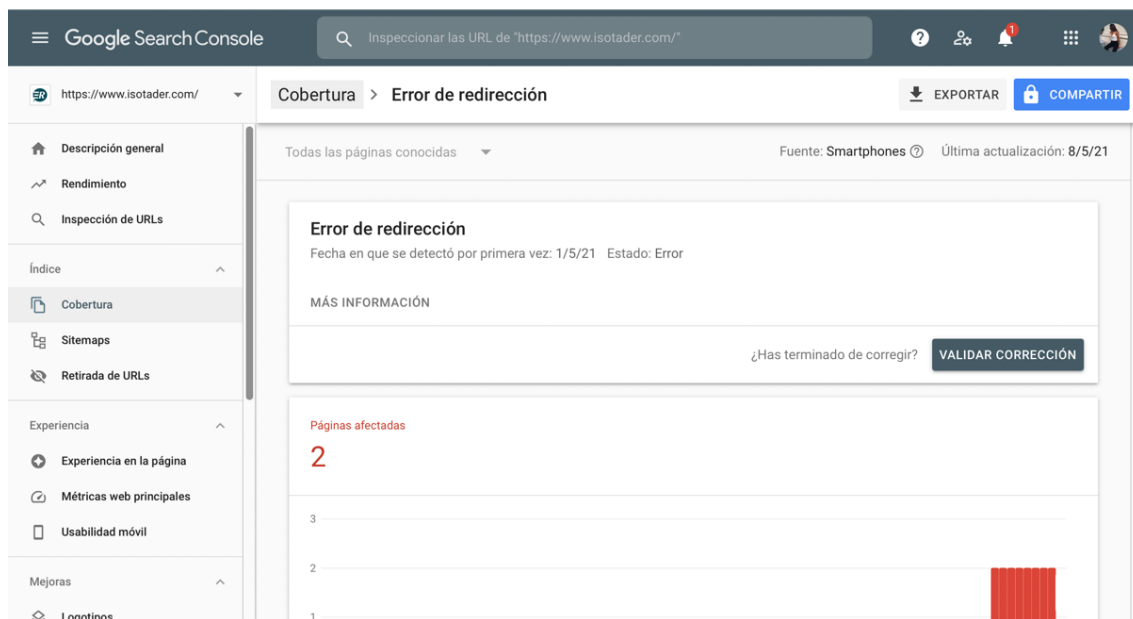 Google Search Console
Inspeccionar las URL de "https://www.isotader.com/"
1
ER
https://www.isotader.com/
Cobertura > Error de redirección
EXPORTAR
COMPARTIR
Descripción general
Rendimiento
Inspección de URLs
Índice
Cobertura
Sitemaps
Retirada de URLs
Experiencia
Experiencia en la página
Métricas web principales
Usabilidad móvil
Mejoras
Logotipos
Todas las páginas conocidas
Fuente: Smartphones Última actualización: 8/5/21
Error de redirección
Fecha en que se detectó por primera vez: 1/5/21 Estado: Error
MÁS INFORMACIÓN
¿Has terminado de corregir?
VALIDAR CORRECCIÓN
Páginas afectadas
2
3
2
1